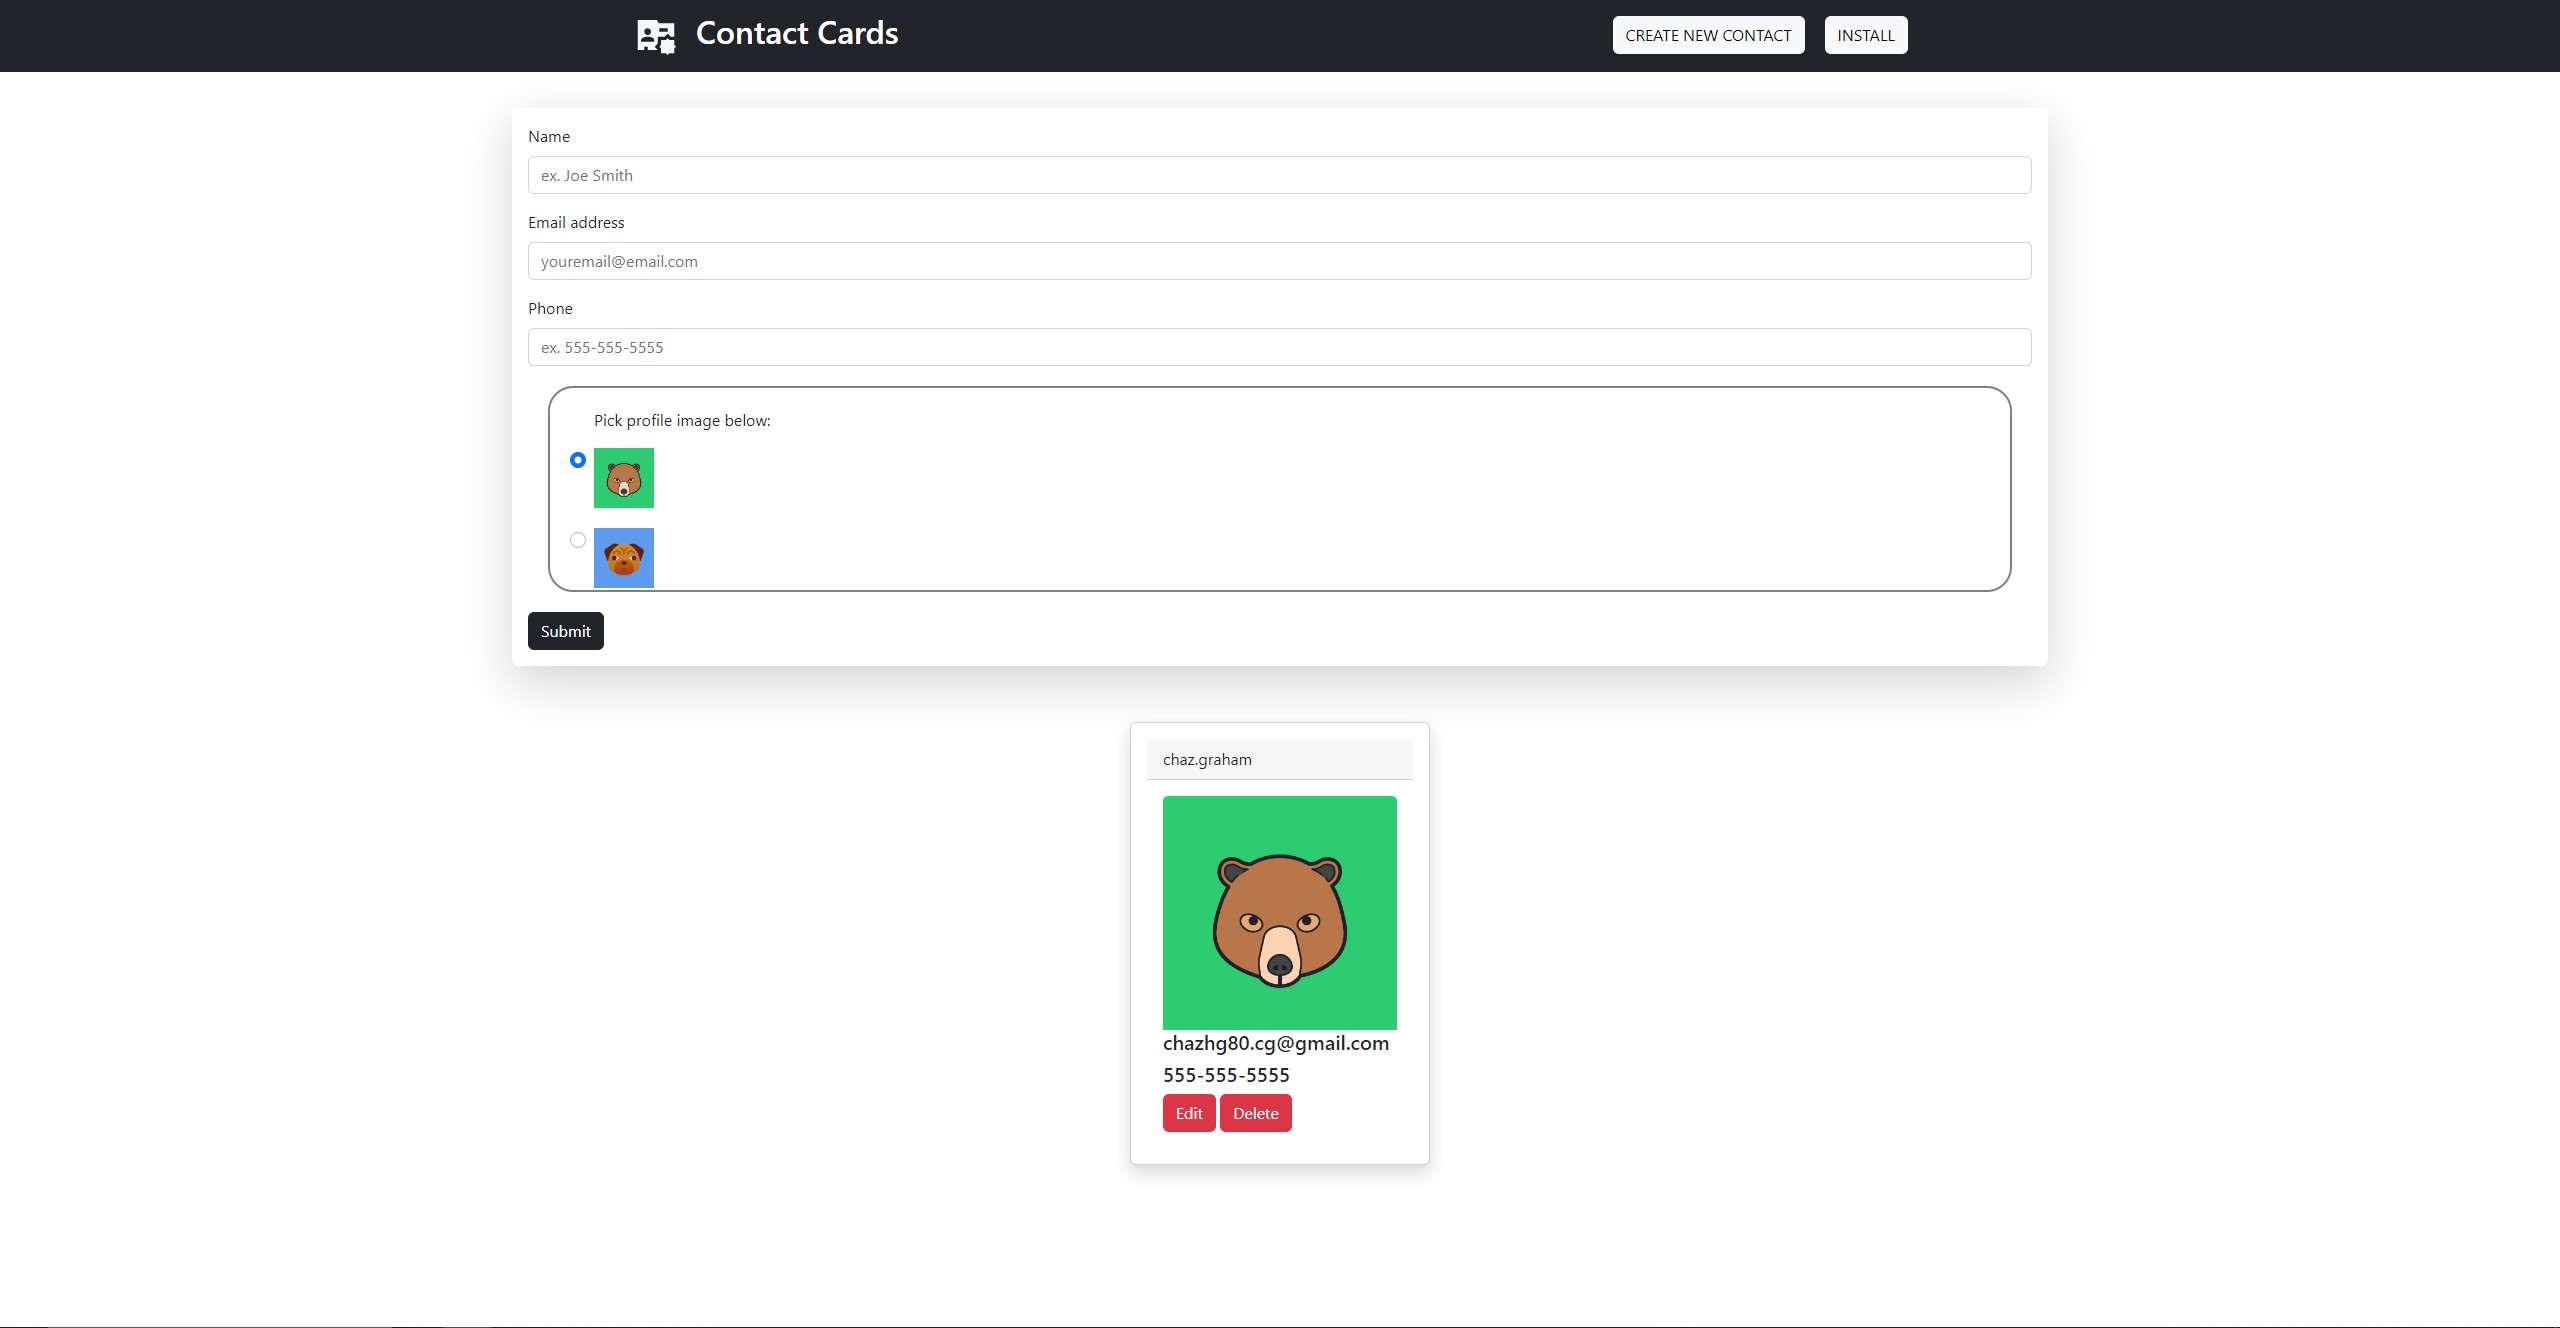 Contact Cards
CREATE NEW CONTACT
INSTALL
Name
ex. Joe Smith
Email address
youremail@email.com
Phone
ex. 555-555-5555
Pick profile image below:
Submit
chaz.graham
chazhg80.cg@gmail.com
555-555-5555
Edit
Delete